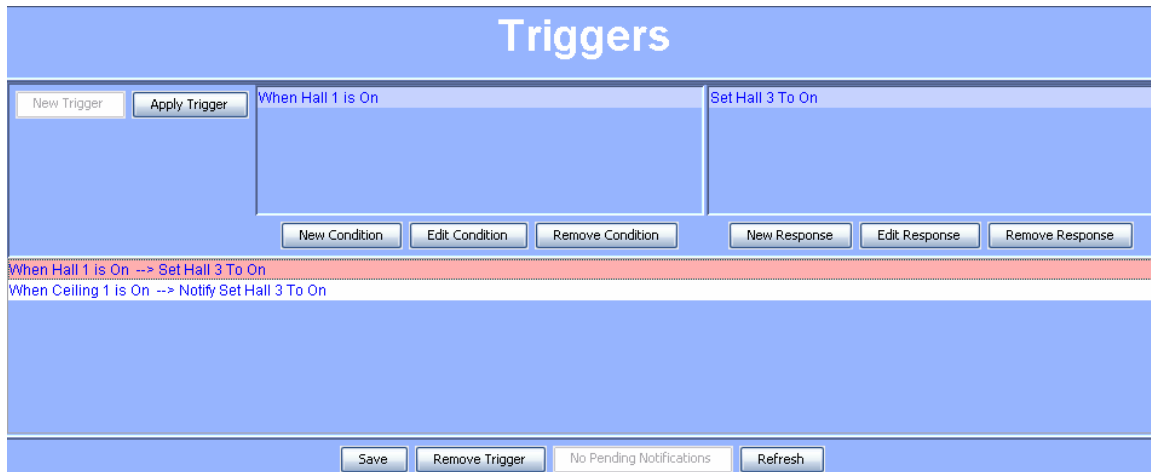 Triggers
New Trigger Apply Trigger When Hall 1 is On Set Hall 3 To On
New Condition Edit Condition Remove Condition New Response Edit Response Remove Response
When Hall 1 is On --> Set Hall 3 To On
When Ceiling 1 is On --> Notify Set Hall 3 To On
Save Remove Trigger No Pending Notifications Refresh